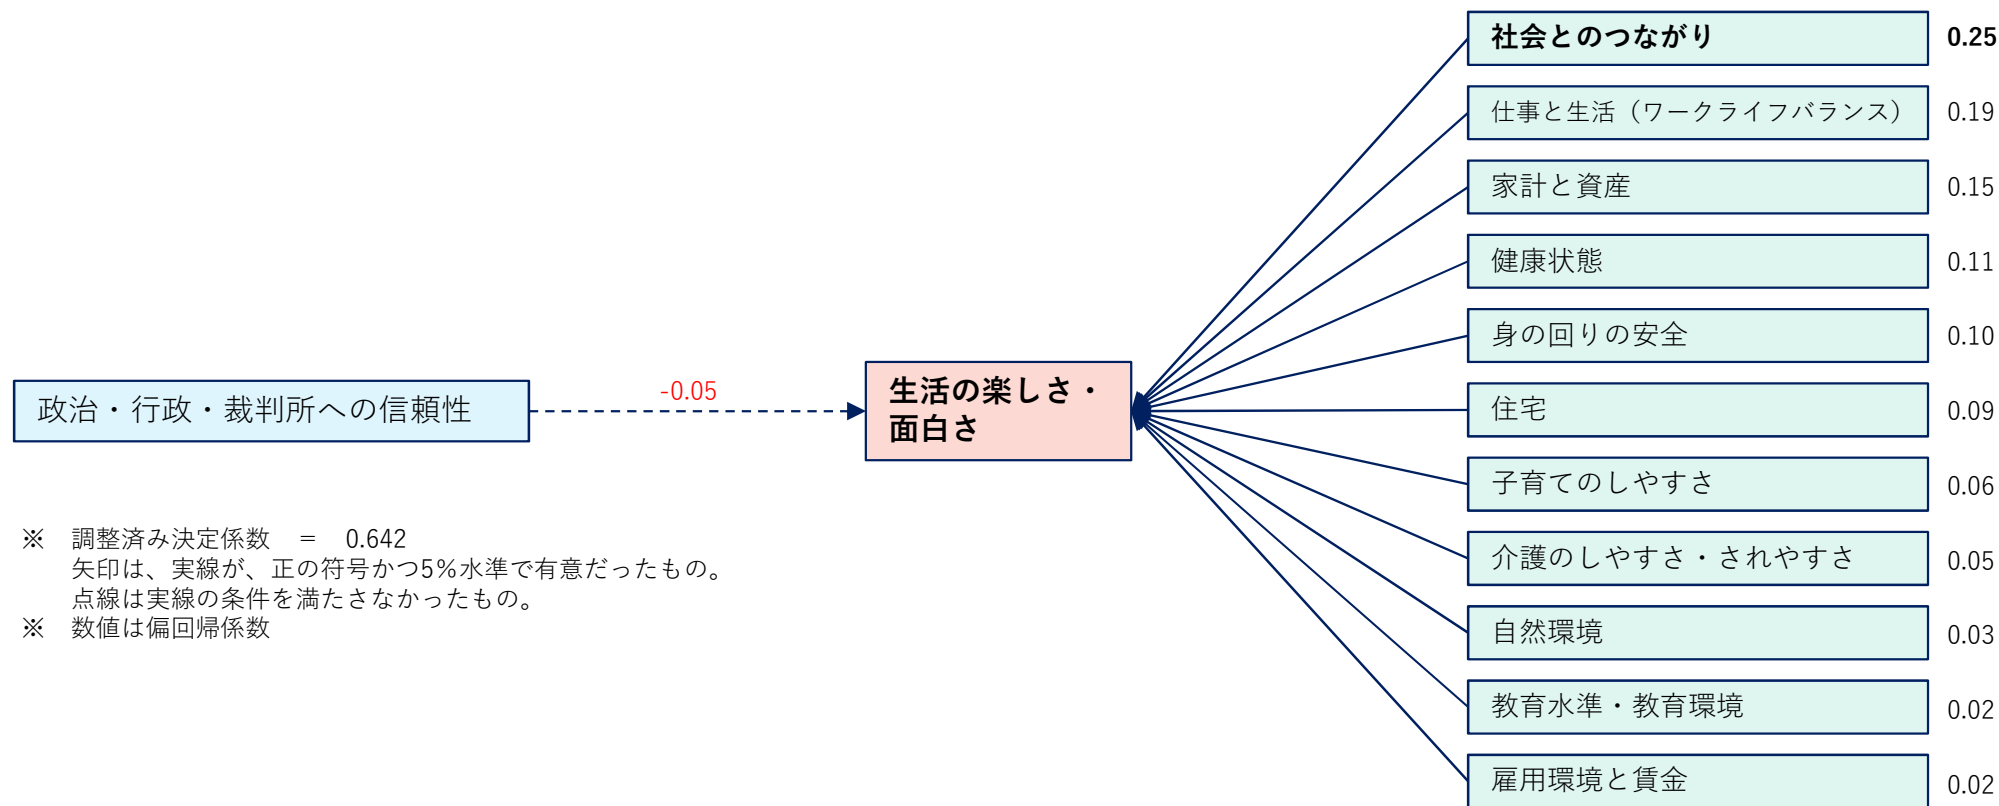 社会とのつながり 0.25
仕事と生活（ワークライフバランス） 0.19
家計と資産 0.15
健康状態 0.11
身の回りの安全 0.10
住宅 0.09
子育てのしやすさ 0.06
介護のしやすさ・されやすさ 0.05
自然環境 0.03
教育水準・教育環境 0.02
雇用環境と賃金 0.02
政治・行政・裁判所への信頼性
-0.05
生活の楽しさ・
面白さ
※　調整済み決定係数　＝　0.642
矢印は、実線が、正の符号かつ5％水準で有意だったもの。
点線は実線の条件を満たさなかったもの。
※　数値は偏回帰係数